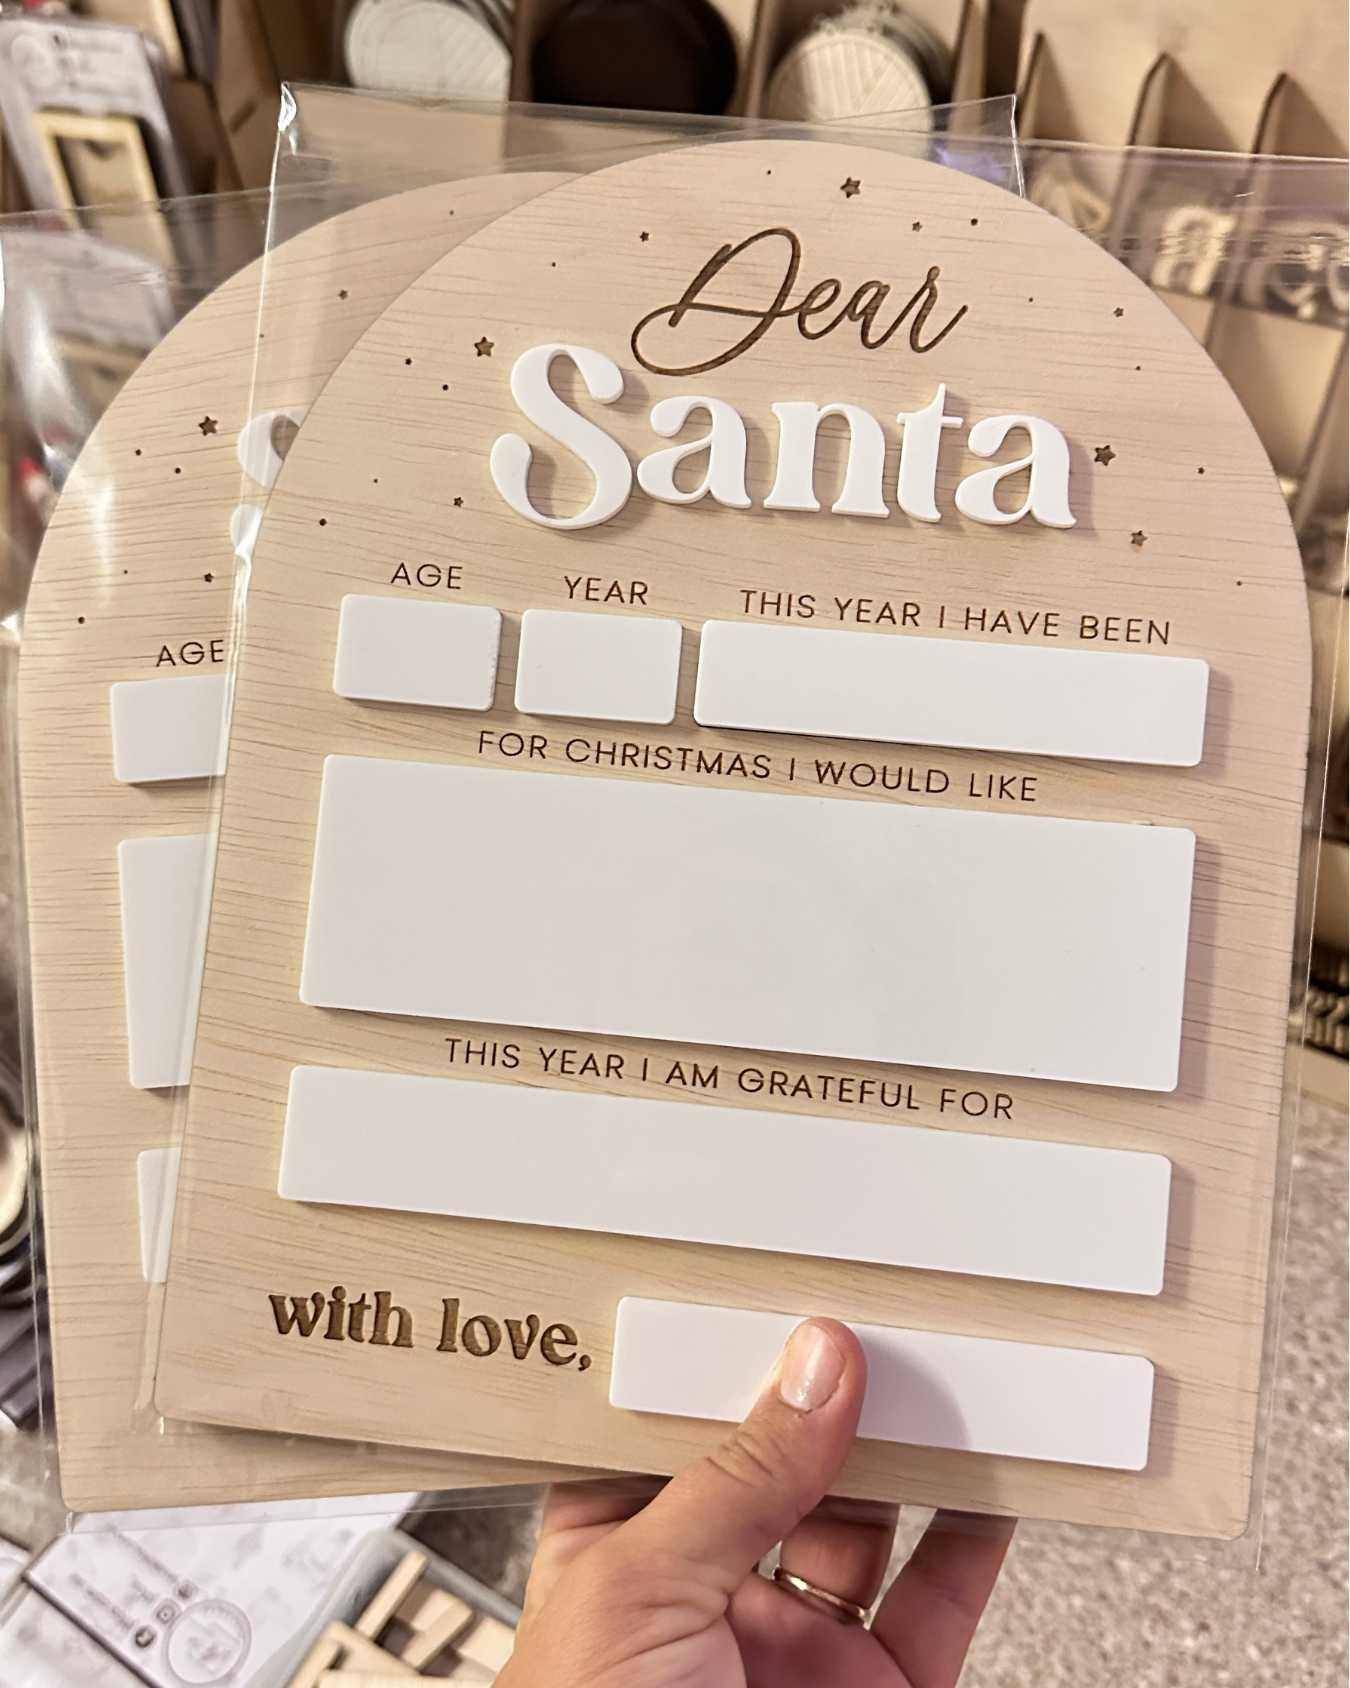 Dear
Santa
AGE YEAR THIS YEAR I HAVE BEEN
FOR CHRISTMAS I WOULD LIKE
THIS YEAR I AM GRATEFUL FOR
with love,
AGE